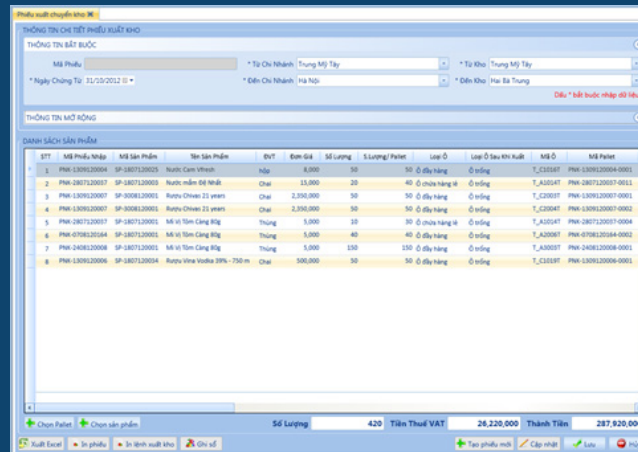 Phiếu xuất chuyển kho
THÔNG TIN CHI TIẾT PHIẾU XUẤT KHO
THÔNG TIN BẮT BUỘC
Mã Phiếu * Từ Chi Nhánh Trung Mỹ Tây * Từ Kho Trung Mỹ Tây
* Ngày Chứng Từ 31/10/2012 * Đến Chi Nhánh Hà Nội * Đến Kho Hai Bà Trưng
Dấu * bắt buộc nhập dữ liệu
THÔNG TIN MỞ RỘNG
DANH SÁCH SẢN PHẨM
STT Mã Phiếu Nhập Mã Sản Phẩm Tên Sản Phẩm ĐVT Đơn Giá Số Lượng S.Lượng/ Pallet Loại Ô Loại Ô Sau Khi Xuất Mã Ô Mã Pallet
1 PNK-1309120004 SP-1807120025 Nước Cam Vfresh hộp 8,000 50 50 Ô đầy hàng Ô trống T_C1016T PNK-1309120004-0001
2 PNK-2807120037 SP-1807120003 Nước mắm Đệ Nhất Chai 15,000 20 40 Ô chứa hàng lẻ Ô trống T_A1014T PNK-2807120037-0011
3 PNK-1309120007 SP-3008120001 Rượu Chivas 21 years Chai 2,350,000 50 50 Ô đầy hàng Ô trống T_C2003T PNK-1309120007-0001
4 PNK-1309120007 SP-3008120001 Rượu Chivas 21 years Chai 2,350,000 50 50 Ô đầy hàng Ô trống T_C2004T PNK-1309120007-0001
5 PNK-2807120037 SP-1807120001 Mì Vị Tôm Càng 80g Thùng 5,000 10 30 Ô chứa hàng lẻ Ô trống T_A1014T PNK-2807120037-0004
6 PNK-0708120164 SP-1807120001 Mì Vị Tôm Càng 80g Thùng 5,000 40 40 Ô đầy hàng Ô trống T_A2006T PNK-0708120164-0002
7 PNK-2408120008 SP-1807120001 Mì Vị Tôm Càng 80g Thùng 5,000 150 150 Ô đầy hàng Ô trống T_A3005T PNK-2408120008-0001
8 PNK-1309120006 SP-1807120034 Rượu Vina Vodka 39% - 750 m Chai 500,000 50 50 Ô đầy hàng Ô trống T_C1019T PNK-1309120006-0001
Chọn Pallet Chọn sản phẩm Số Lượng 420 Tiền Thuế VAT 26,220,000 Thành Tiền 287,920,00
Xuất Excel In phiếu In lệnh xuất kho Ghi sổ Tạo phiếu mới Cập nhật Lưu